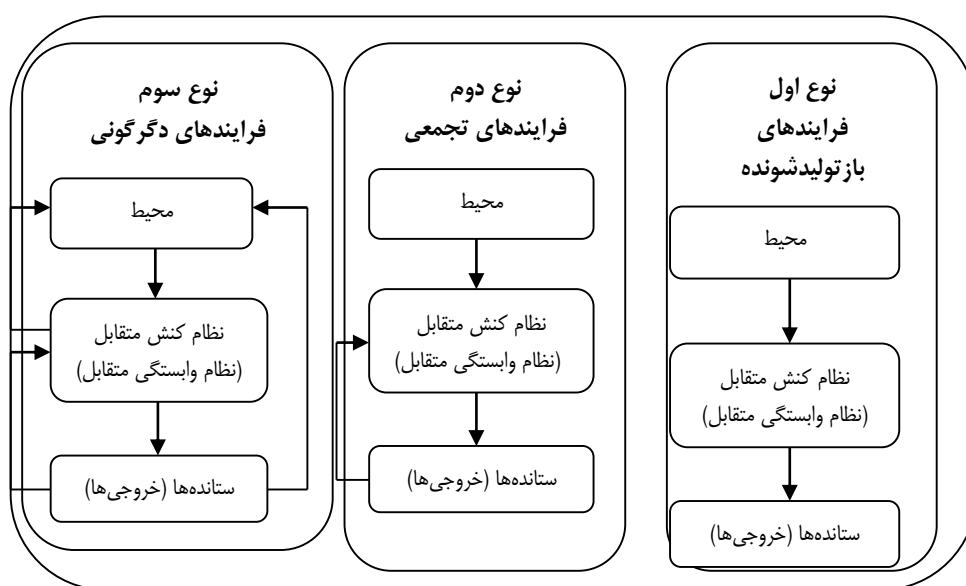 نوع اول
فرایندهای
بازتولیدشونده
محیط
نظام کنش متقابل
(نظام وابستگی متقابل)
ستانده‌ها (خروجی‌ها)
نوع دوم
فرایندهای تجمعی
محیط
نظام کنش متقابل
(نظام وابستگی متقابل)
ستانده‌ها (خروجی‌ها)
نوع سوم
فرایندهای دگرگونی
محیط
نظام کنش متقابل
(نظام وابستگی متقابل)
ستانده‌ها (خروجی‌ها)